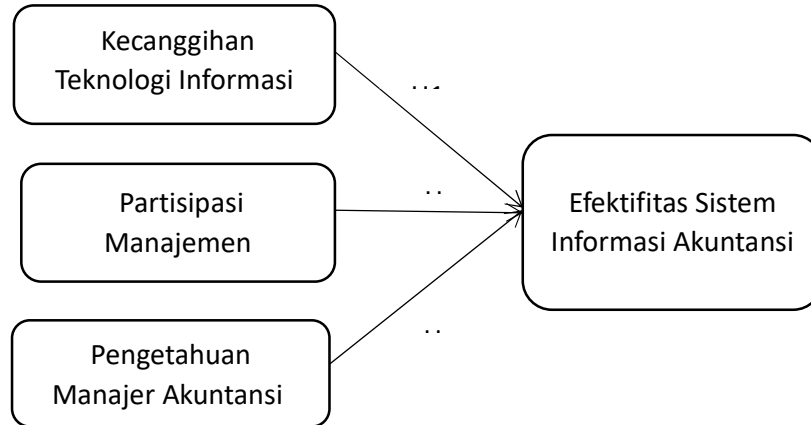 Kecanggihan
Teknologi Informasi
Partisipasi
Manajemen
Efektifitas Sistem
Informasi Akuntansi
Pengetahuan
Manajer Akuntansi